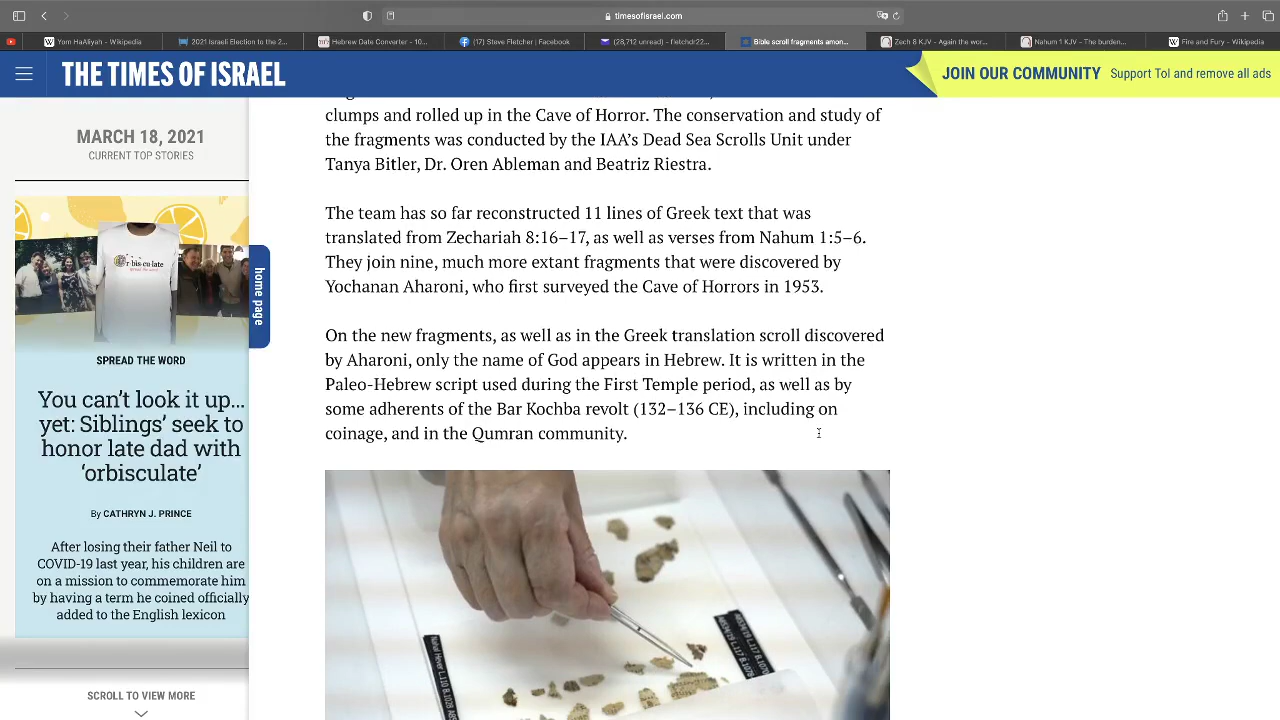 timesofisrael.com
Yom HaAliyah - Wikipedia
2021 Israeli Election to the 2...
Hebrew Date Converter - 10...
(17) Steve Fletcher | Facebook
(28,712 unread) - fletchdr22...
Bible scroll fragments amon...
Zech 8 KJV - Again the wor...
Nahum 1 KJV - The burden...
Fire and Fury - Wikipedia
THE TIMES OF ISRAEL
JOIN OUR COMMUNITY Support ToI and remove all ads
MARCH 18, 2021
CURRENT TOP STORIES
SPREAD THE WORD
You can't look it up...
yet: Siblings' seek to
honor late dad with
'orbisculate'
By CATHRYN J. PRINCE
After losing their father Neil to
COVID-19 last year, his children are
on a mission to commemorate him
by having a term he coined officially
added to the English lexicon
SCROLL TO VIEW MORE
home page
clumps and rolled up in the Cave of Horror. The conservation and study of
the fragments was conducted by the IAA's Dead Sea Scrolls Unit under
Tanya Bitler, Dr. Oren Ableman and Beatriz Riestra.
The team has so far reconstructed 11 lines of Greek text that was
translated from Zechariah 8:16–17, as well as verses from Nahum 1:5–6.
They join nine, much more extant fragments that were discovered by
Yochanan Aharoni, who first surveyed the Cave of Horrors in 1953.
On the new fragments, as well as in the Greek translation scroll discovered
by Aharoni, only the name of God appears in Hebrew. It is written in the
Paleo-Hebrew script used during the First Temple period, as well as by
some adherents of the Bar Kochba revolt (132–136 CE), including on
coinage, and in the Qumran community.
Nahal Hever L.110 B.1028